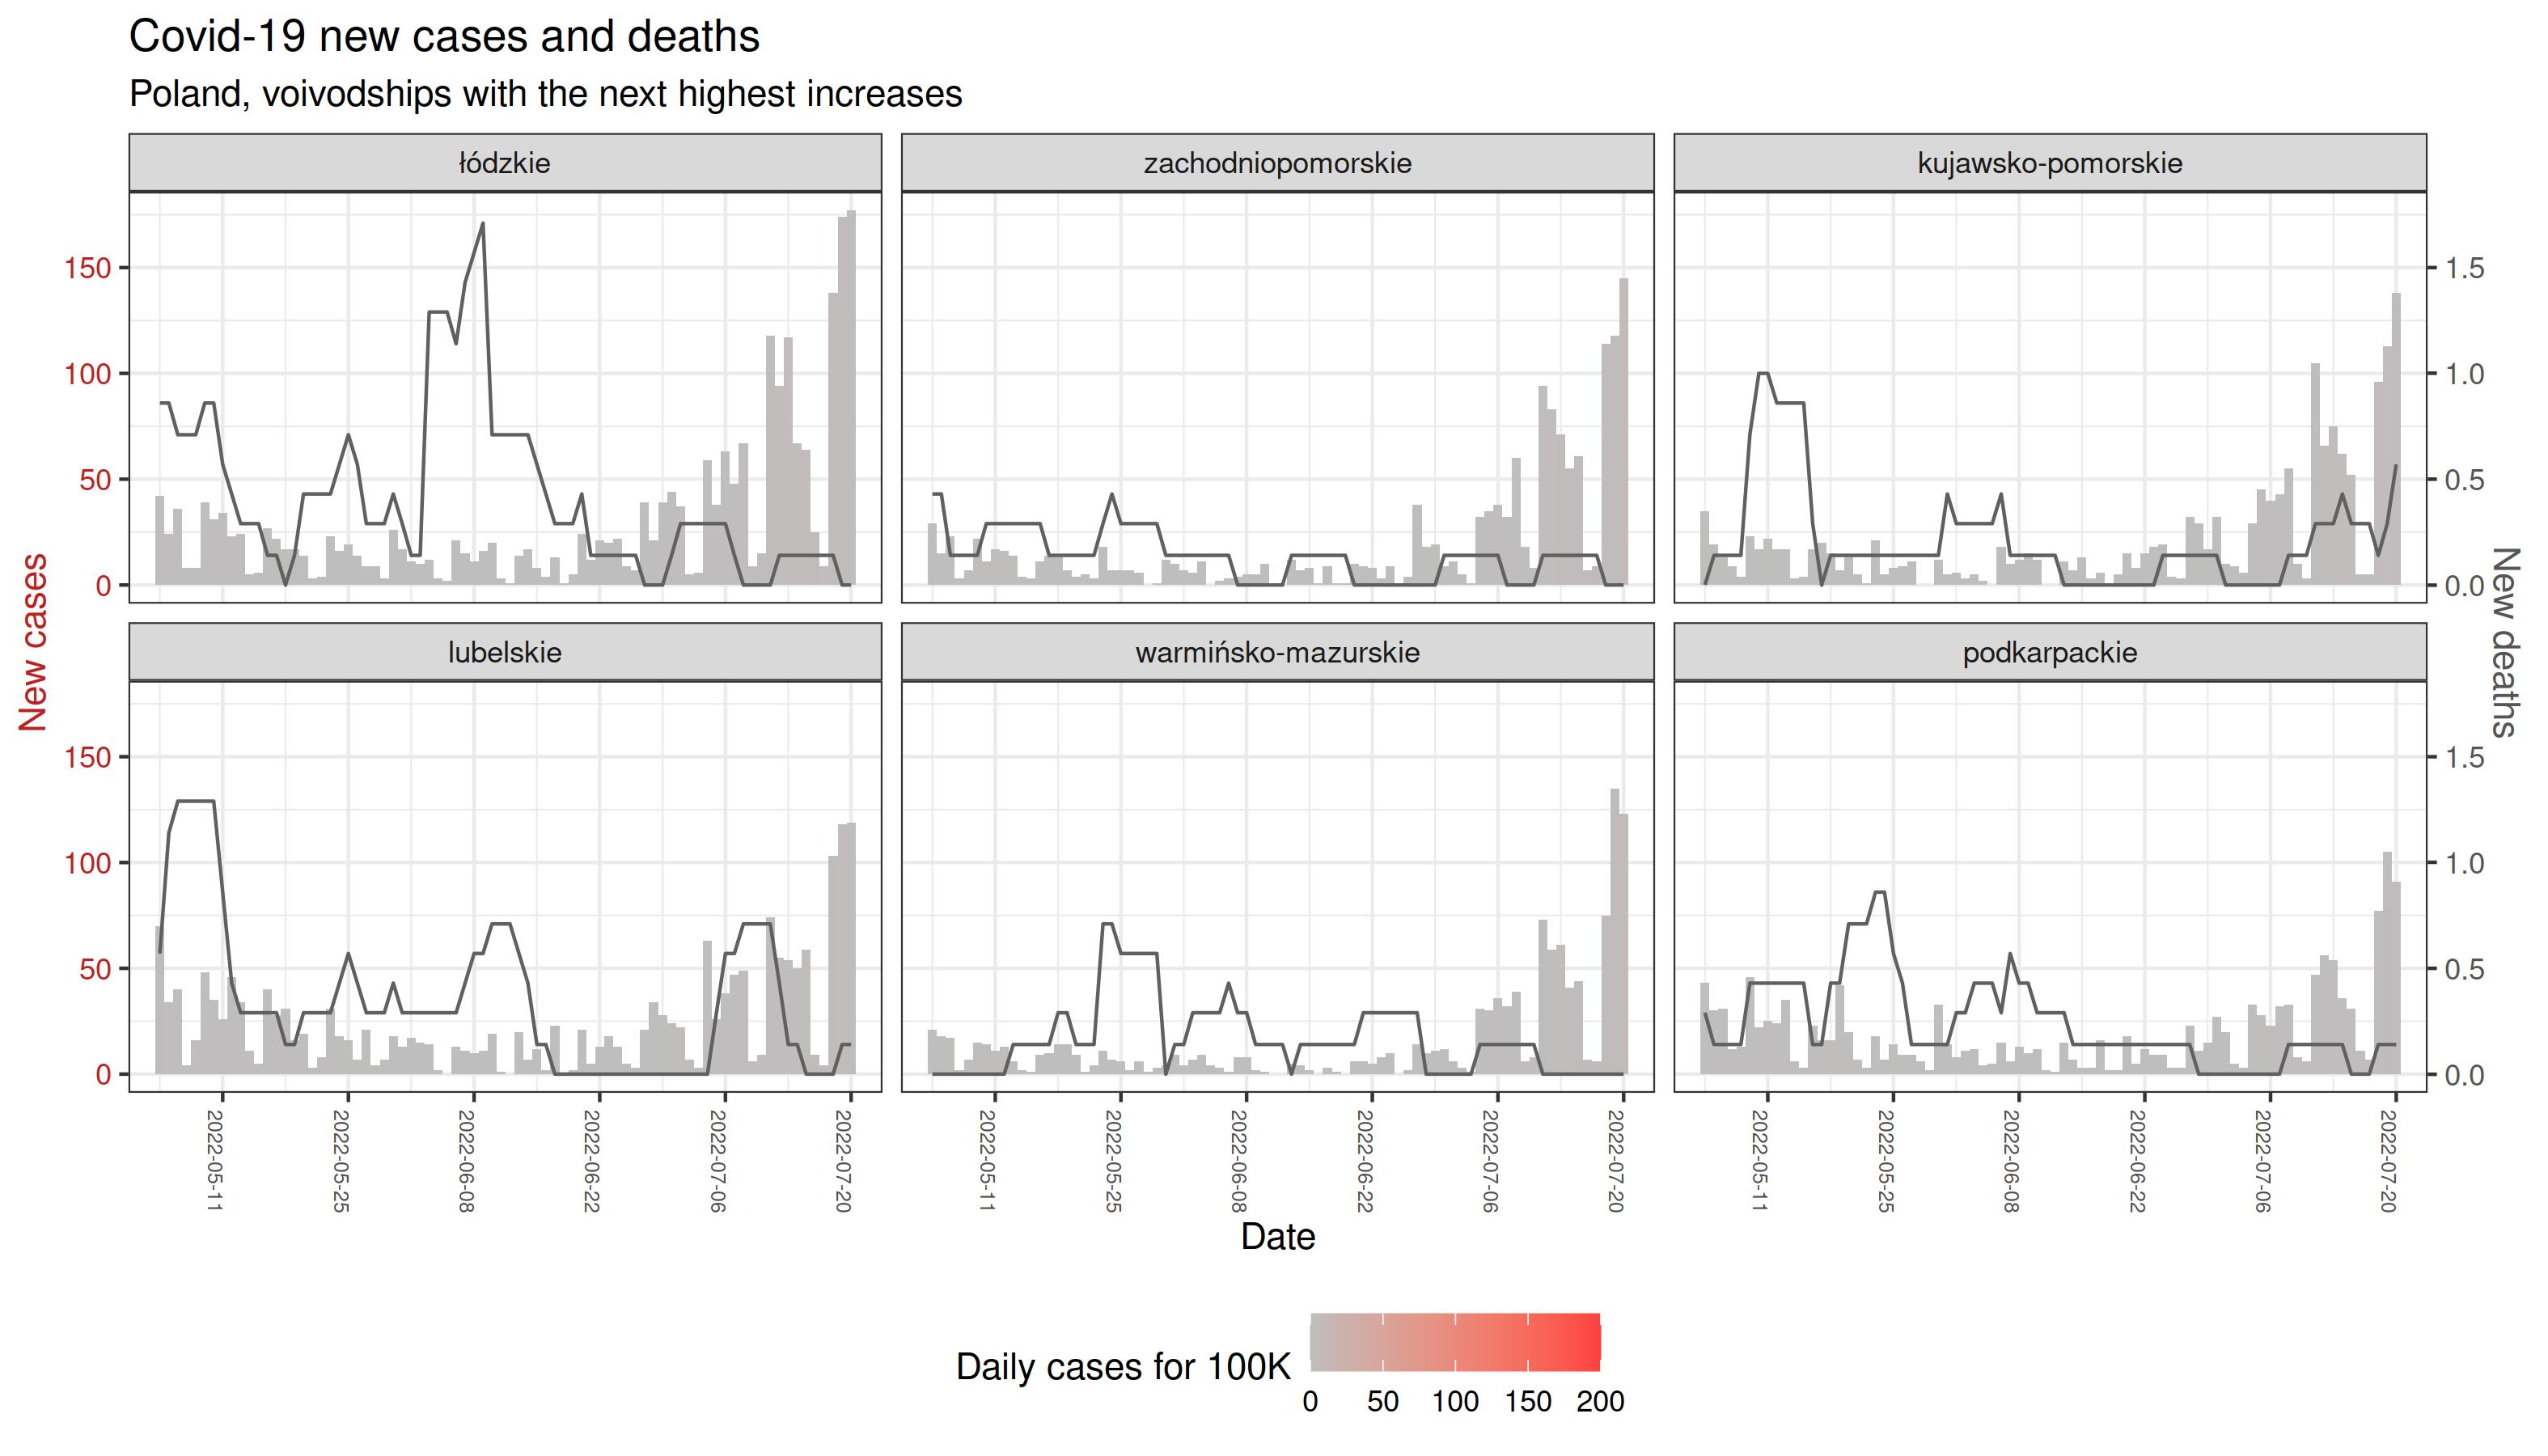 Covid-19 new cases and deaths
Poland, voivodships with the next highest increases
łódzkie
zachodniopomorskie
kujawsko-pomorskie
150
100
50
0
1.5
1.0
0.5
0.0
New cases
New deaths
lubelskie
warmińsko-mazurskie
podkarpackie
150
100
50
0
1.5
1.0
0.5
0.0
2022-05-11
2022-05-25
2022-06-08
2022-06-22
2022-07-06
2022-07-20
2022-05-11
2022-05-25
2022-06-08
2022-06-22
2022-07-06
2022-07-20
2022-05-11
2022-05-25
2022-06-08
2022-06-22
2022-07-06
2022-07-20
Date
Daily cases for 100K
0 50 100 150 200